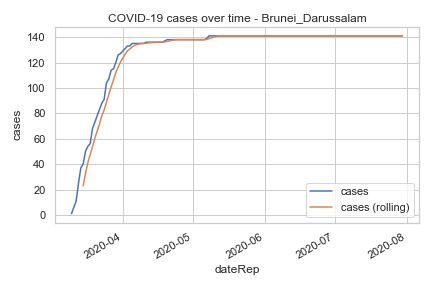 COVID-19 cases over time - Brunei_Darussalam
140
120
100
80
60
40
20
0
cases
cases
cases (rolling)
2020-04
2020-05
2020-06
2020-07
2020-08
dateRep